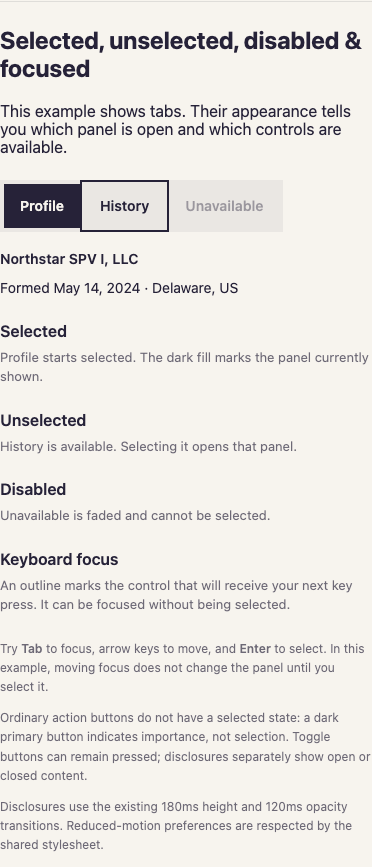 Selected, unselected, disabled &
focused
This example shows tabs. Their appearance tells
you which panel is open and which controls are
available.
Profile History Unavailable
Northstar SPV I, LLC
Formed May 14, 2024 · Delaware, US
Selected
Profile starts selected. The dark fill marks the panel currently
shown.
Unselected
History is available. Selecting it opens that panel.
Disabled
Unavailable is faded and cannot be selected.
Keyboard focus
An outline marks the control that will receive your next key
press. It can be focused without being selected.
Try Tab to focus, arrow keys to move, and Enter to select. In this
example, moving focus does not change the panel until you
select it.
Ordinary action buttons do not have a selected state: a dark
primary button indicates importance, not selection. Toggle
buttons can remain pressed; disclosures separately show open or
closed content.
Disclosures use the existing 180ms height and 120ms opacity
transitions. Reduced-motion preferences are respected by the
shared stylesheet.